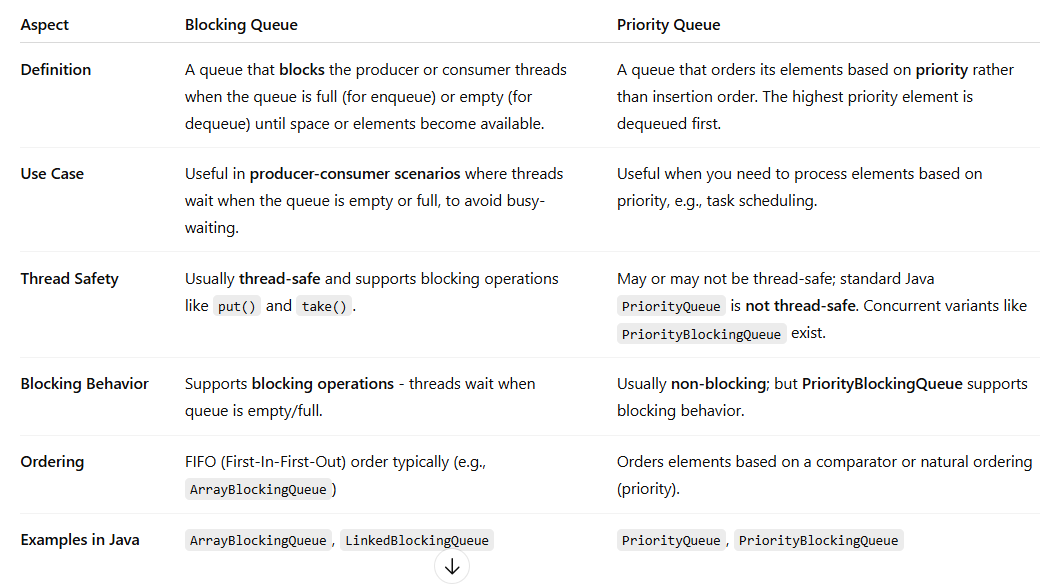 Aspect Blocking Queue Priority Queue
Definition A queue that blocks the producer or consumer threads when the queue is full (for enqueue) or empty (for dequeue) until space or elements become available. A queue that orders its elements based on priority rather than insertion order. The highest priority element is dequeued first.
Use Case Useful in producer-consumer scenarios where threads wait when the queue is empty or full, to avoid busy-waiting. Useful when you need to process elements based on priority, e.g., task scheduling.
Thread Safety Usually thread-safe and supports blocking operations like put() and take(). May or may not be thread-safe; standard Java PriorityQueue is not thread-safe. Concurrent variants like PriorityBlockingQueue exist.
Blocking Behavior Supports blocking operations - threads wait when queue is empty/full. Usually non-blocking; but PriorityBlockingQueue supports blocking behavior.
Ordering FIFO (First-In-First-Out) order typically (e.g., ArrayBlockingQueue) Orders elements based on a comparator or natural ordering (priority).
Examples in Java ArrayBlockingQueue, LinkedBlockingQueue PriorityQueue, PriorityBlockingQueue